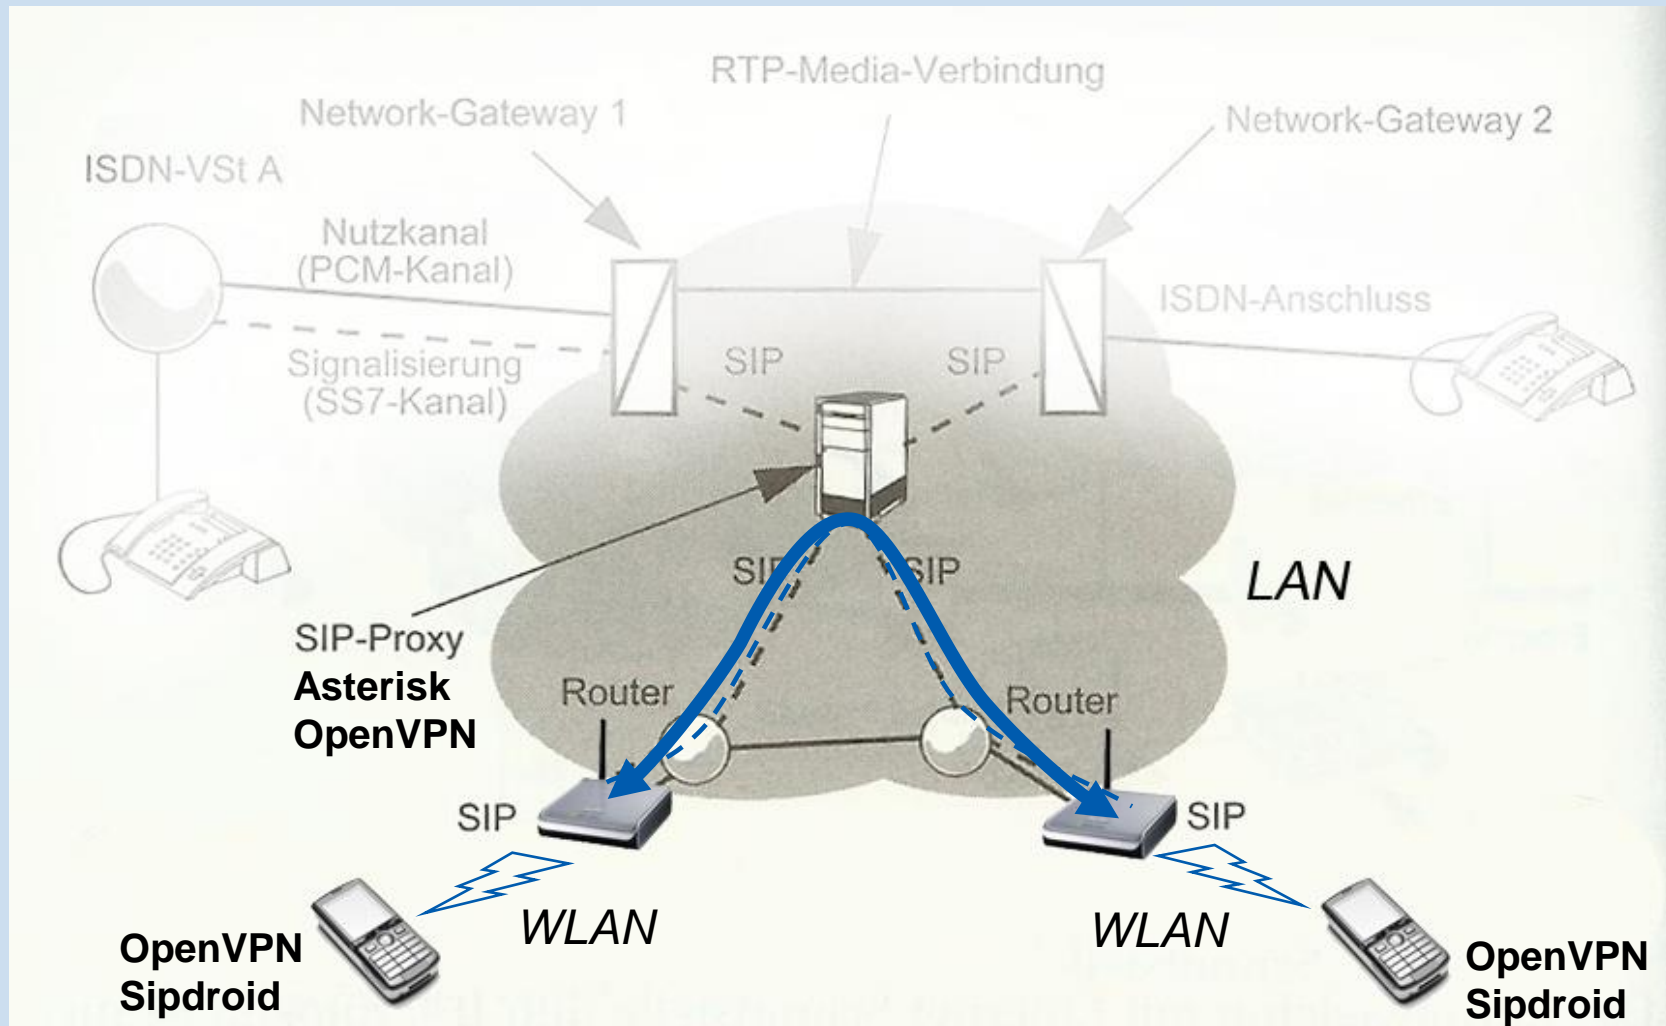 RTP-Media-Verbindung
Network-Gateway 1
Network-Gateway 2
ISDN-VSt A
Nutzkanal
(PCM-Kanal)
ISDN-Anschluss
Signalisierung
(SS7-Kanal)
SIP
SIP
SIP
SIP
LAN
SIP-Proxy
Asterisk
OpenVPN
Router
Router
SIP
SIP
WLAN
WLAN
OpenVPN
Sipdroid
OpenVPN
Sipdroid